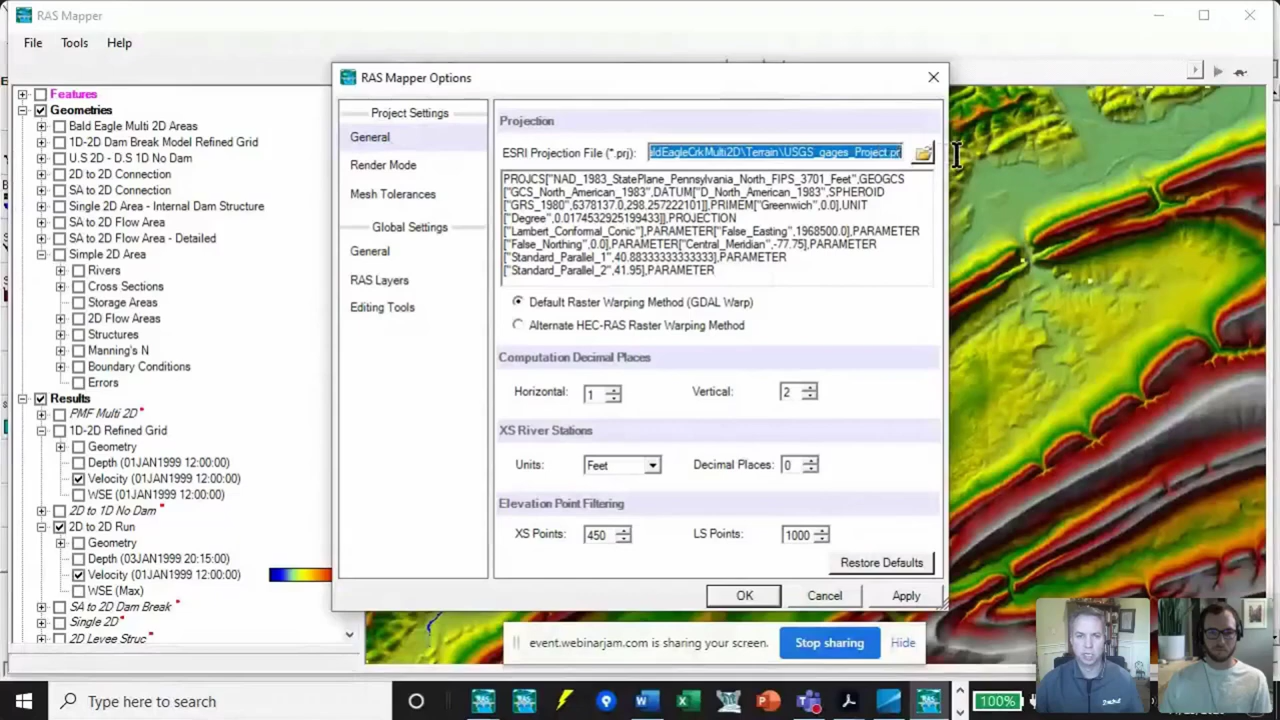 RAS Mapper
File Tools Help
Features
Geometries
Bald Eagle Multi 2D Areas
1D-2D Dam Break Model Refined Grid
U.S 2D - D.S 1D No Dam
2D to 2D Connection
SA to 2D Connection
Single 2D Area - Internal Dam Structure
SA to 2D Flow Area
SA to 2D Flow Area - Detailed
Simple 2D Area
Rivers
Cross Sections
Storage Areas
2D Flow Areas
Structures
Manning's N
Boundary Conditions
Errors
Results
PMF Multi 2D
1D-2D Refined Grid
Geometry
Depth (01JAN1999 12:00:00)
Velocity (01JAN1999 12:00:00)
WSE (01JAN1999 12:00:00)
2D to 1D No Dam
2D to 2D Run
Geometry
Depth (03JAN1999 20:15:00)
Velocity (01JAN1999 12:00:00)
WSE (Max)
SA to 2D Dam Break
Single 2D
2D Levee Struc
RAS Mapper Options
Project Settings
General
Render Mode
Mesh Tolerances
Global Settings
General
RAS Layers
Editing Tools
Projection
ESRI Projection File (*.prj): ldEagleCrkMulti2D\Terrain\USGS_gages_Project.pr
PROJCS["NAD_1983_StatePlane_Pennsylvania_North_FIPS_3701_Feet",GEOGCS
["GCS_North_American_1983",DATUM["D_North_American_1983",SPHEROID
["GRS_1980",6378137.0,298.257222101]],PRIMEM["Greenwich",0.0],UNIT
["Degree",0.0174532925199433]],PROJECTION
["Lambert_Conformal_Conic"],PARAMETER["False_Easting",1968500.0],PARAMETER
["False_Northing",0.0],PARAMETER["Central_Meridian",-77.75],PARAMETER
["Standard_Parallel_1",40.88333333333333],PARAMETER
["Standard_Parallel_2",41.95],PARAMETER
Default Raster Warping Method (GDAL Warp)
Alternate HEC-RAS Raster Warping Method
Computation Decimal Places
Horizontal: 1 Vertical: 2
XS River Stations
Units: Feet Decimal Places: 0
Elevation Point Filtering
XS Points: 450 LS Points: 1000
Restore Defaults
OK Cancel Apply
event.webinarjam.com is sharing your screen. Stop sharing Hide
Type here to search
100%